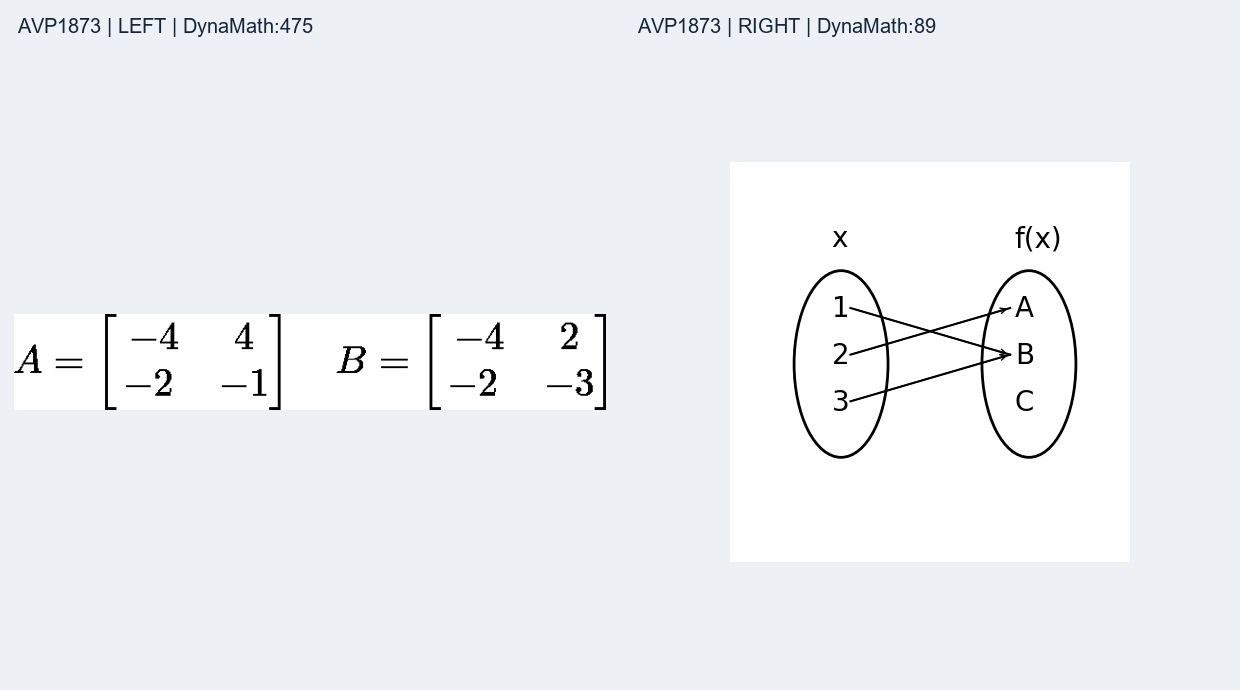 AVP1873 | LEFT | DynaMath:475
A = [ −4 4
−2 −1 ]
B = [ −4 2
−2 −3 ]
AVP1873 | RIGHT | DynaMath:89
x f(x)
1 A
2 B
3 C